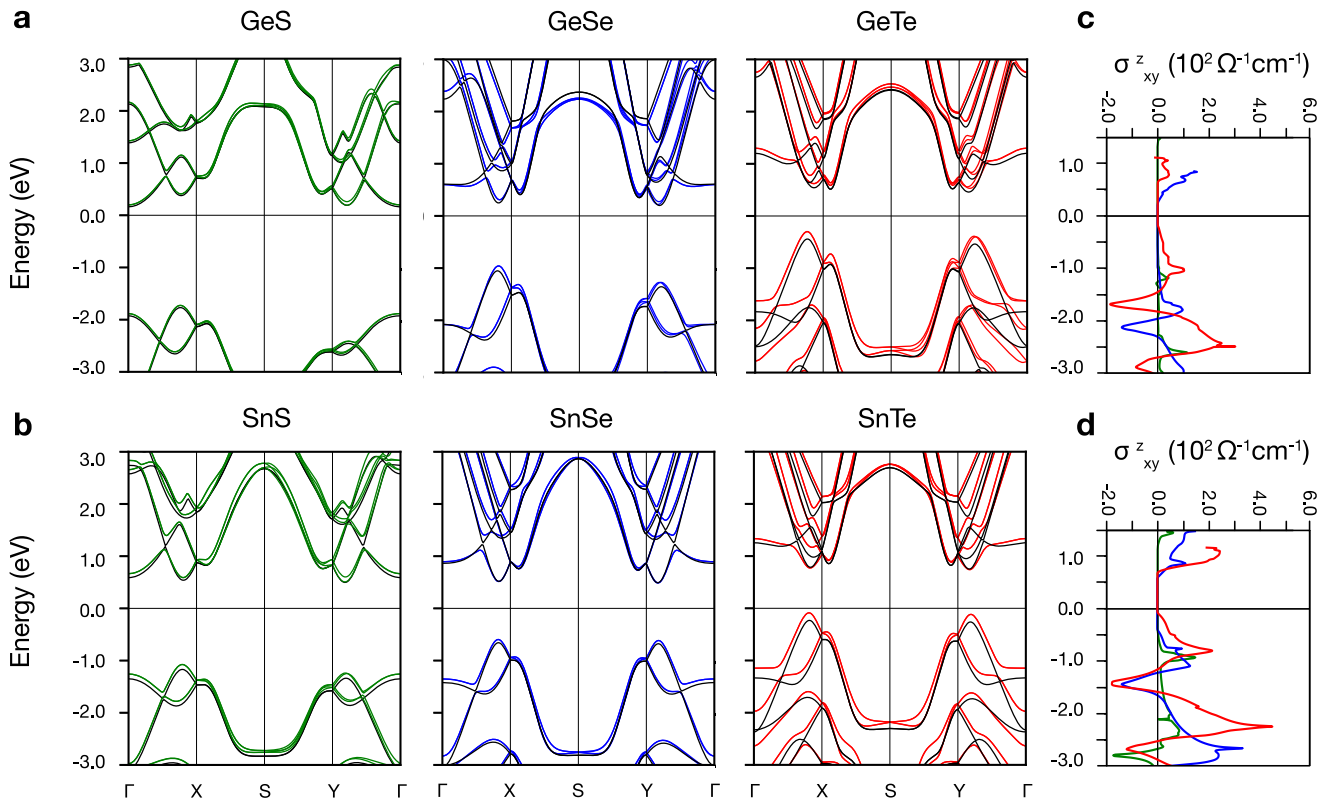 a
GeS
GeSe
GeTe
c
σ z xy (10² Ω⁻¹cm⁻¹)
-2.0 0.0 2.0 4.0 6.0
Energy (eV)
3.0
2.0
1.0
0.0
-1.0
-2.0
-3.0
1.0
0.0
-1.0
-2.0
-3.0
b
SnS
SnSe
SnTe
d
σ z xy (10² Ω⁻¹cm⁻¹)
-2.0 0.0 2.0 4.0 6.0
Energy (eV)
3.0
2.0
1.0
0.0
-1.0
-2.0
-3.0
1.0
0.0
-1.0
-2.0
-3.0
Γ X S Y Γ
Γ X S Y Γ
Γ X S Y Γ